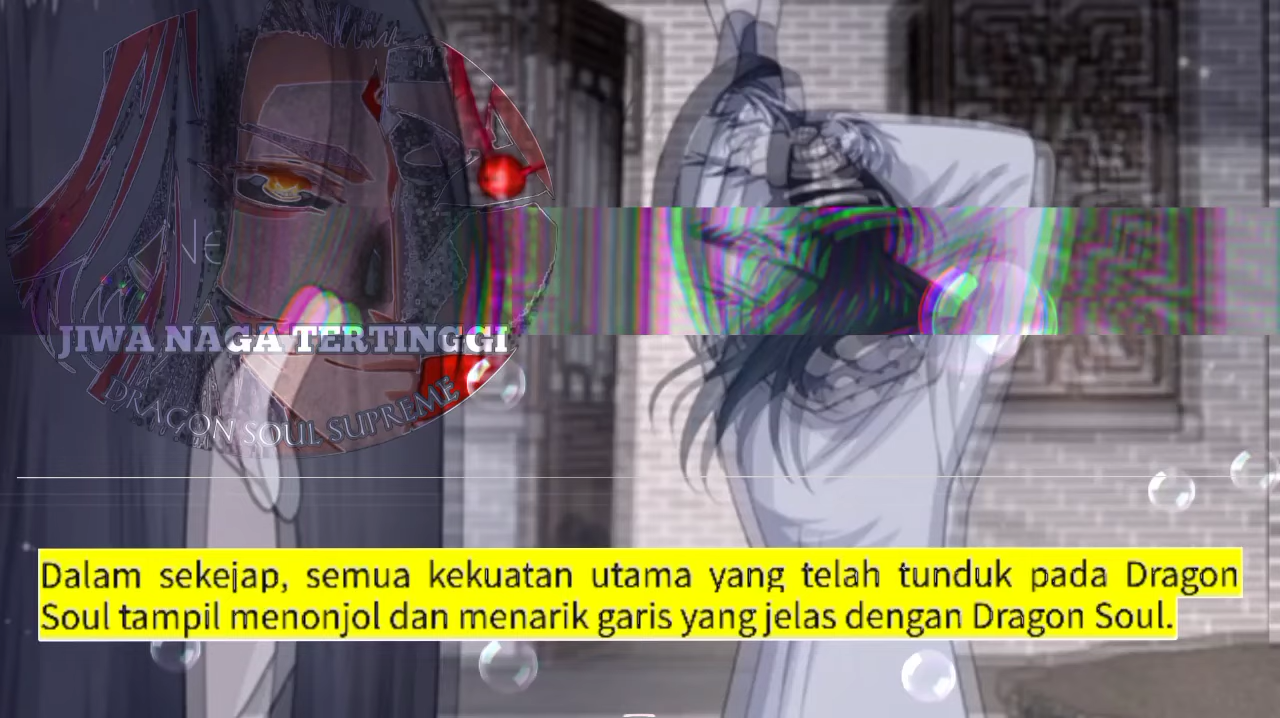 JIWA NAGA TERTINGGI
DRAGON SOUL SUPREME
Dalam sekejap, semua kekuatan utama yang telah tunduk pada Dragon
Soul tampil menonjol dan menarik garis yang jelas dengan Dragon Soul.